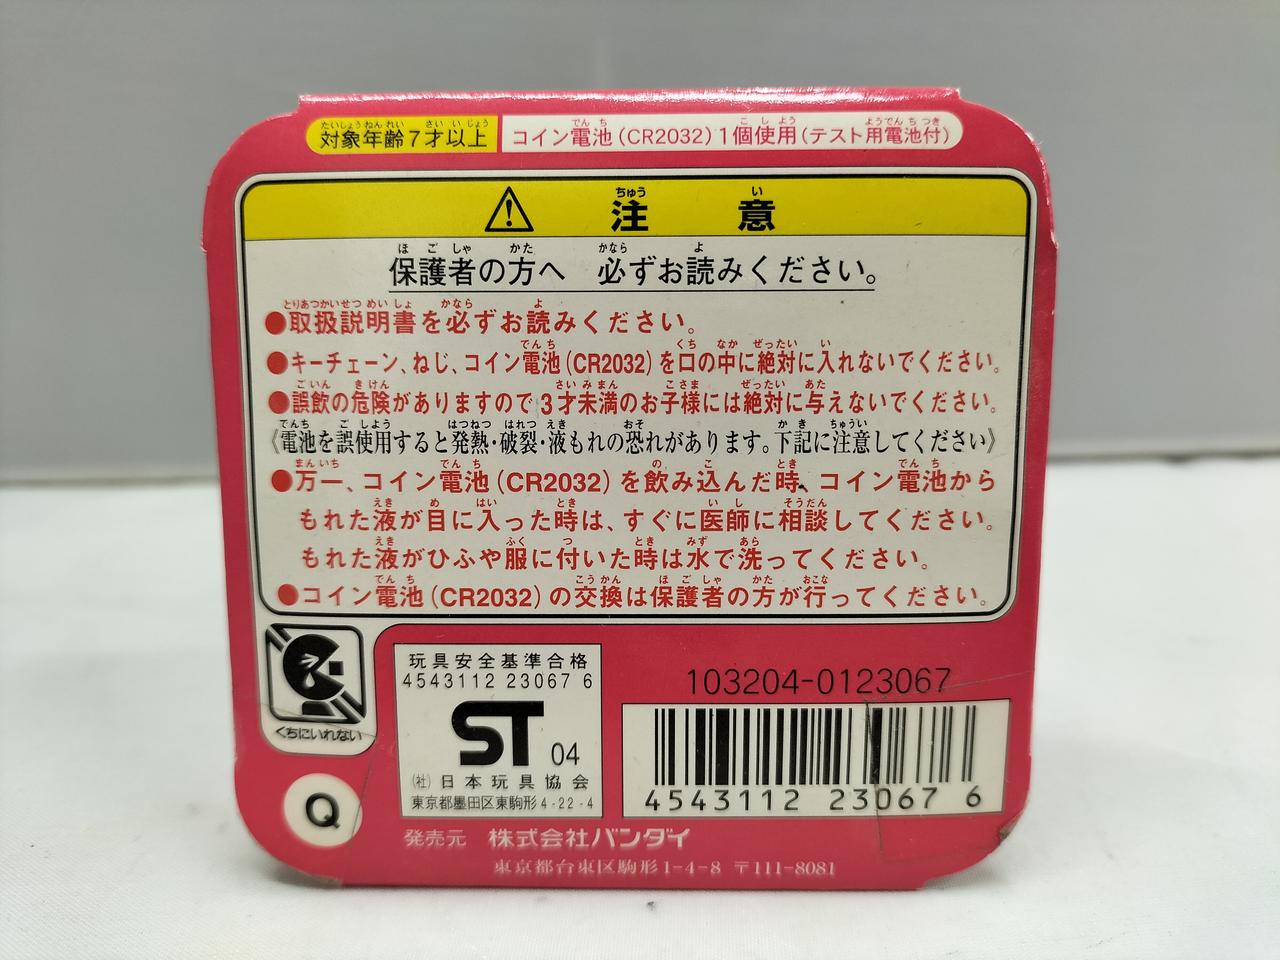 対象年齢7才以上 コイン電池(CR2032)1個使用(テスト用電池付)
⚠ 注意
保護者の方へ 必ずお読みください。
●取扱説明書を必ずお読みください。
●キーチェーン、ねじ、コイン電池(CR2032)を口の中に絶対に入れないでください。
●誤飲の危険がありますので3才未満のお子様には絶対に与えないでください。
《電池を誤使用すると発熱・破裂・液もれの恐れがあります。下記に注意してください》
●万一、コイン電池(CR2032)を飲み込んだ時、コイン電池から
もれた液が目に入った時は、すぐに医師に相談してください。
もれた液がひふや服に付いた時は水で洗ってください。
●コイン電池(CR2032)の交換は保護者の方が行ってください。
くちにいれない
玩具安全基準合格
4543112 23067 6
ST 04
(社)日本玩具協会
東京都墨田区東駒形4-22-4
103204-0123067
4543112 23067 6
Q
発売元 株式会社バンダイ
東京都台東区駒形1-4-8 〒111-8081